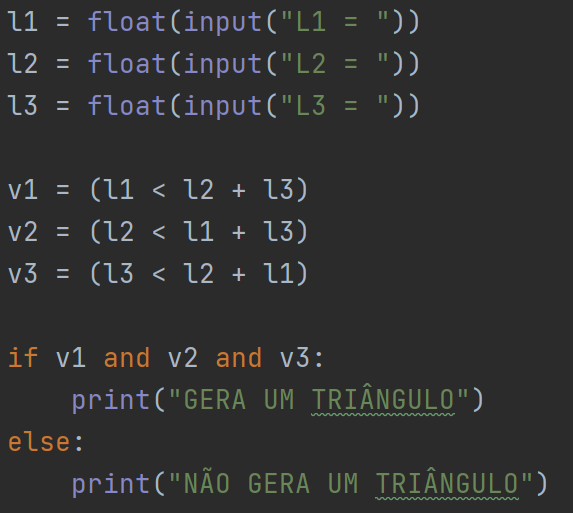 l1 = float(input("L1 = "))
l2 = float(input("L2 = "))
l3 = float(input("L3 = "))

v1 = (l1 < l2 + l3)
v2 = (l2 < l1 + l3)
v3 = (l3 < l2 + l1)

if v1 and v2 and v3:
    print("GERA UM TRIÂNGULO")
else:
    print("NÃO GERA UM TRIÂNGULO")